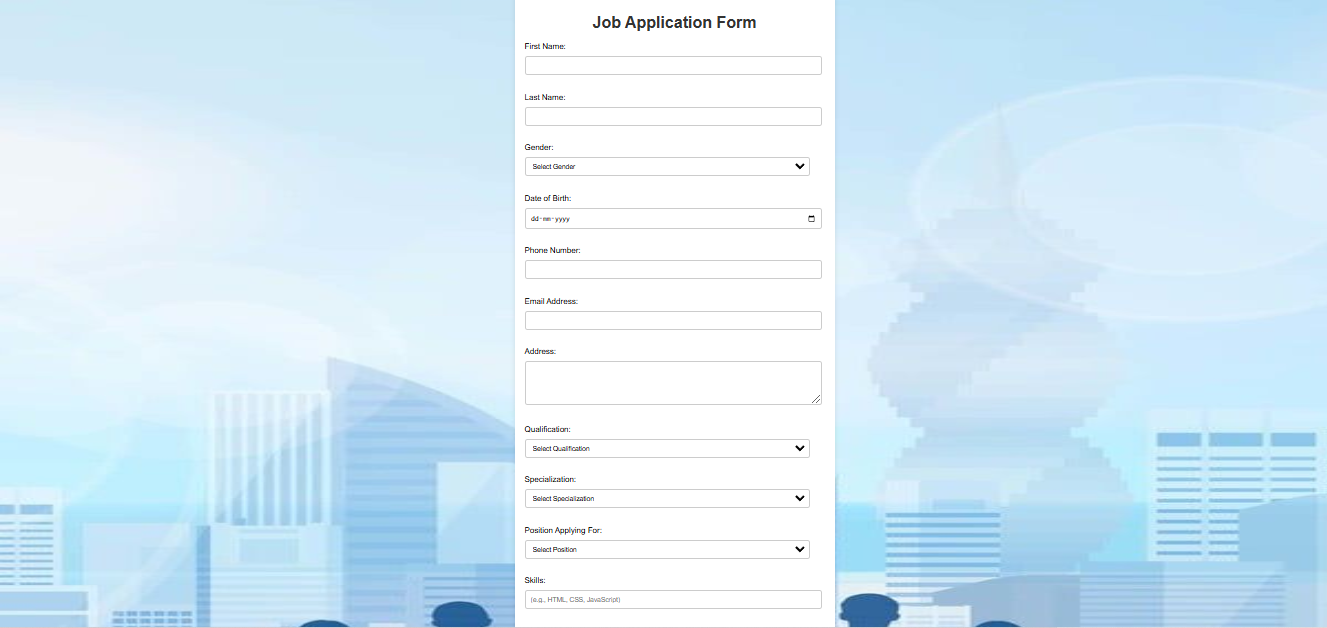 Job Application Form
First Name:
Last Name:
Gender:
Select Gender
Date of Birth:
dd-mm-yyyy
Phone Number:
Email Address:
Address:
Qualification:
Select Qualification
Specialization:
Select Specialization
Position Applying For:
Select Position
Skills:
(e.g., HTML, CSS, JavaScript)